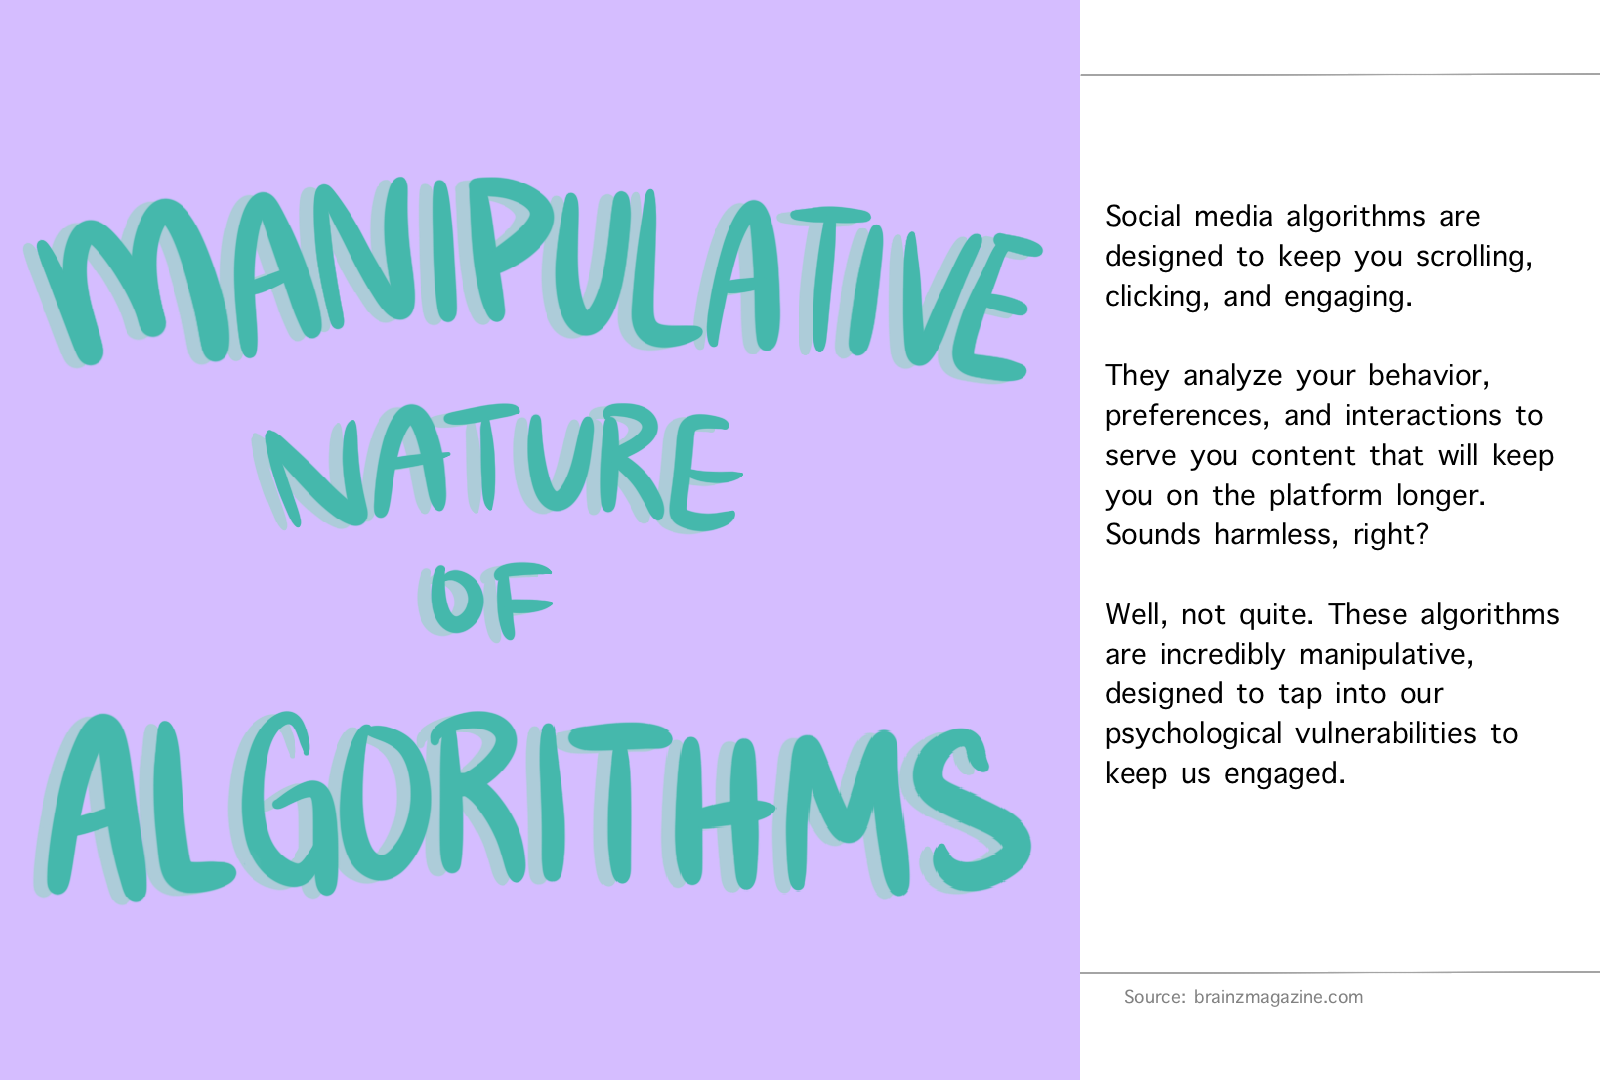 MANIPULATIVE
NATURE
OF
ALGORITHMS
Social media algorithms are
designed to keep you scrolling,
clicking, and engaging.
They analyze your behavior,
preferences, and interactions to
serve you content that will keep
you on the platform longer.
Sounds harmless, right?
Well, not quite. These algorithms
are incredibly manipulative,
designed to tap into our
psychological vulnerabilities to
keep us engaged.
Source: brainzmagazine.com